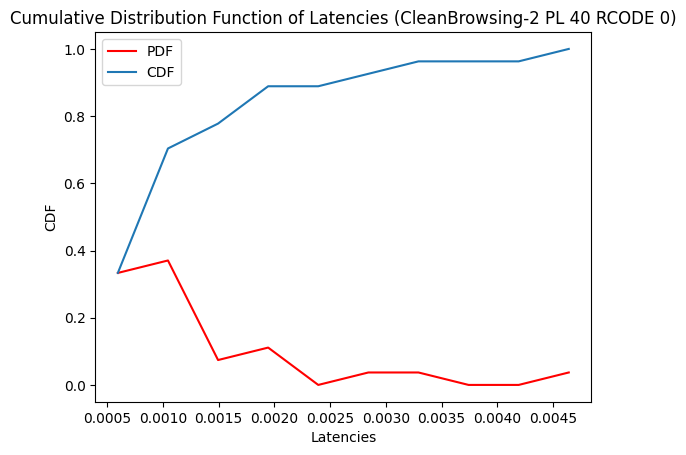 Cumulative Distribution Function of Latencies (CleanBrowsing-2 PL 40 RCODE 0)
PDF
CDF
1.0
0.8
0.6
0.4
0.2
0.0
CDF
0.0005 0.0010 0.0015 0.0020 0.0025 0.0030 0.0035 0.0040 0.0045
Latencies